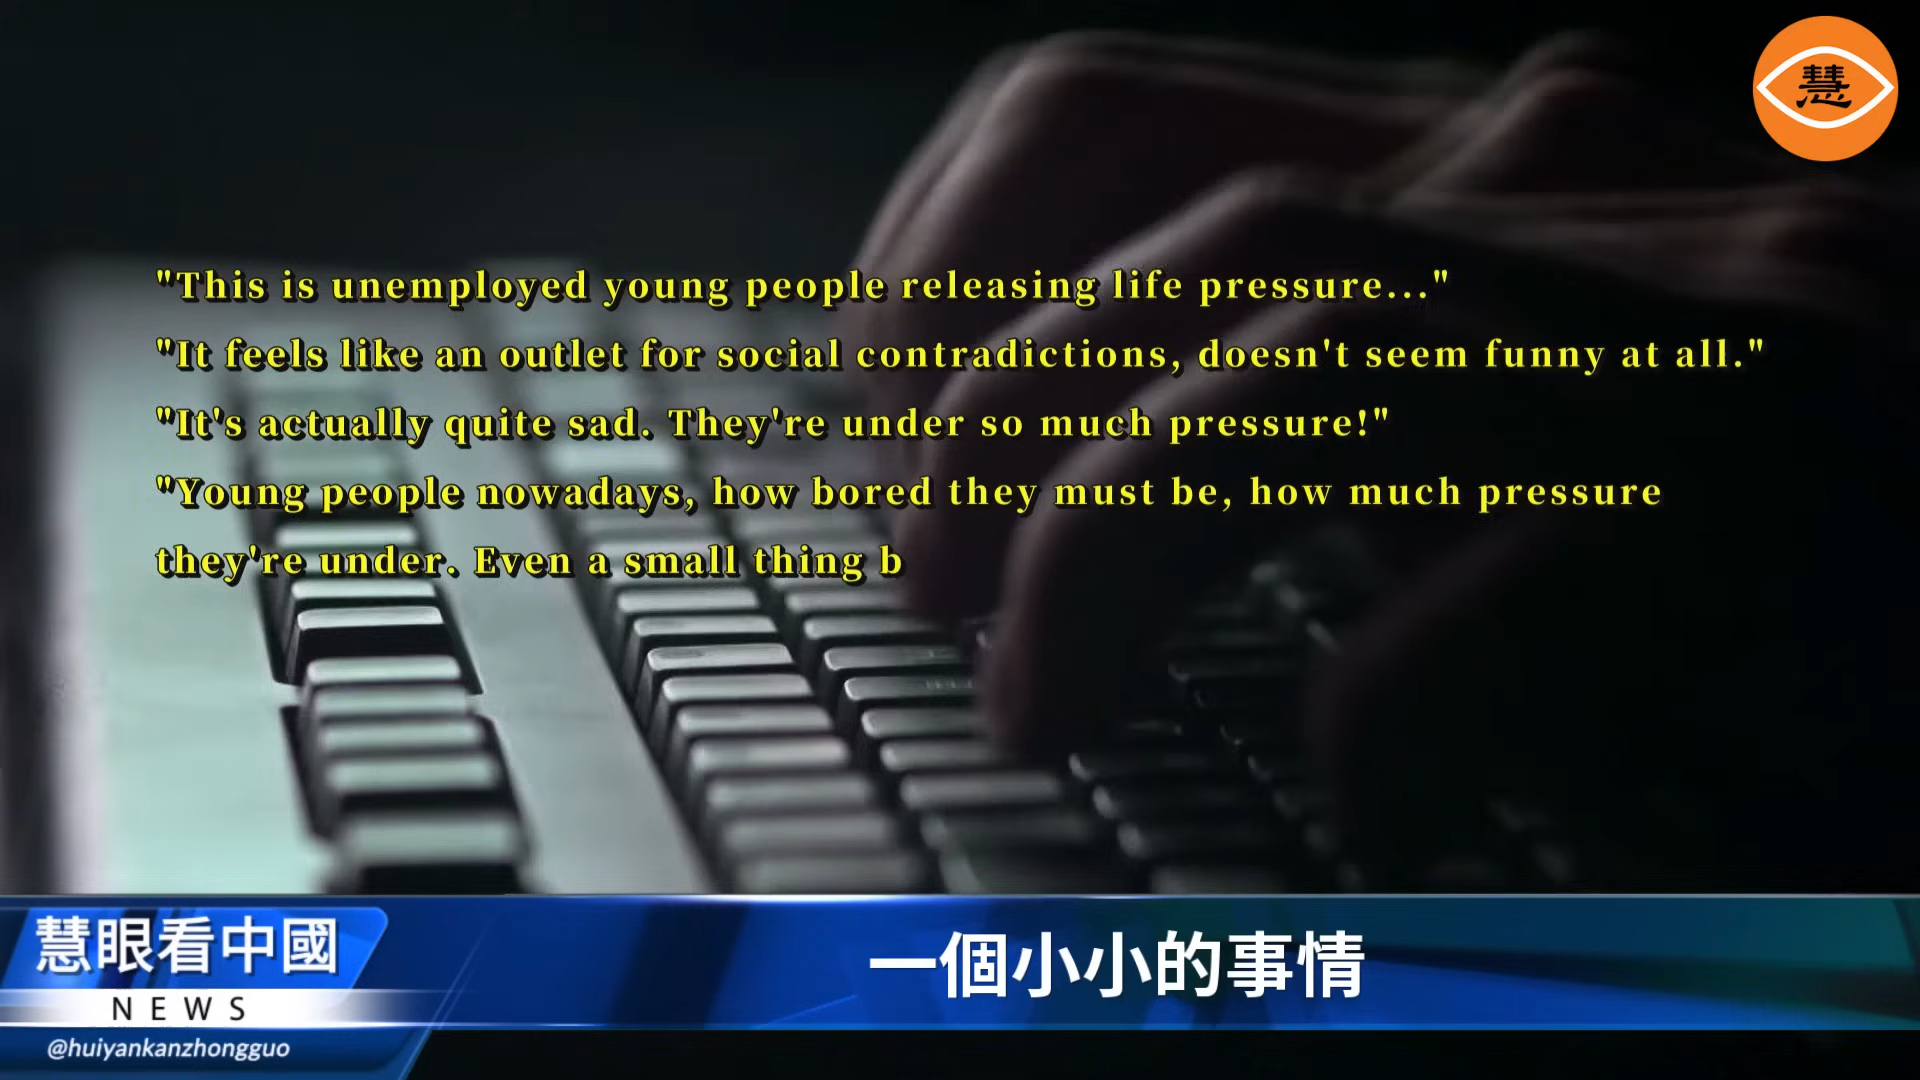 慧
"This is unemployed young people releasing life pressure..."
"It feels like an outlet for social contradictions, doesn't seem funny at all."
"It's actually quite sad. They're under so much pressure!"
"Young people nowadays, how bored they must be, how much pressure
they're under. Even a small thing b
慧眼看中國
NEWS
@huiyankanzhongguo
一個小小的事情